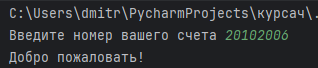 C:\Users\dmitr\PycharmProjects\курсач\.
Введите номер вашего счета 20102006
Добро пожаловать!